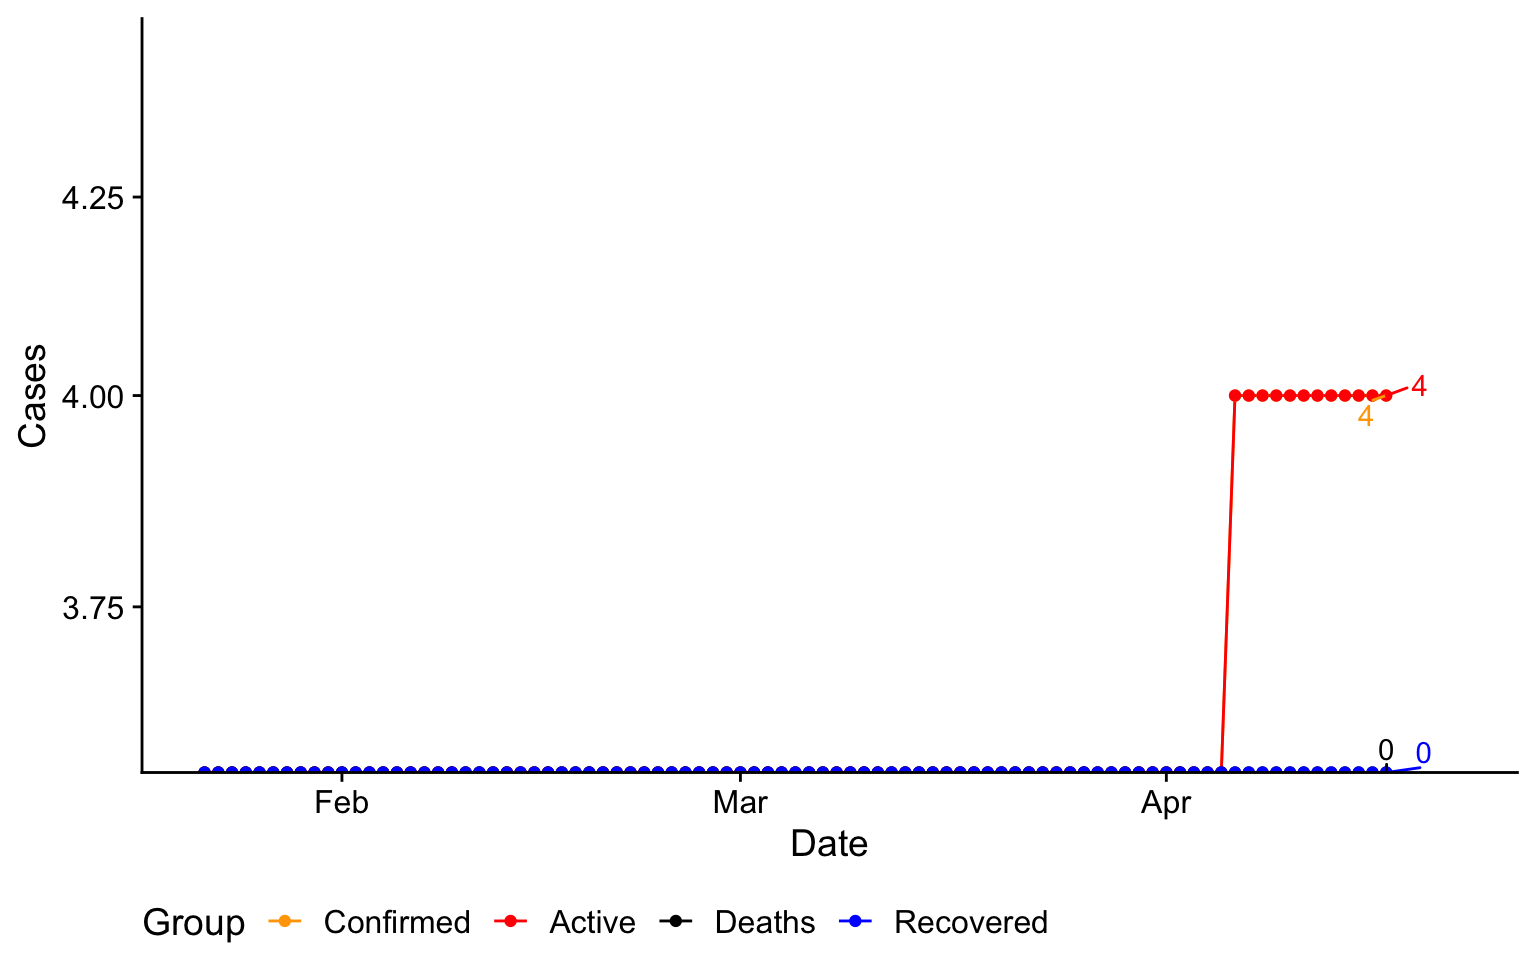 4.25
4.00
3.75
Cases
4
4
0
0
Feb Mar Apr
Date
Group Confirmed Active Deaths Recovered